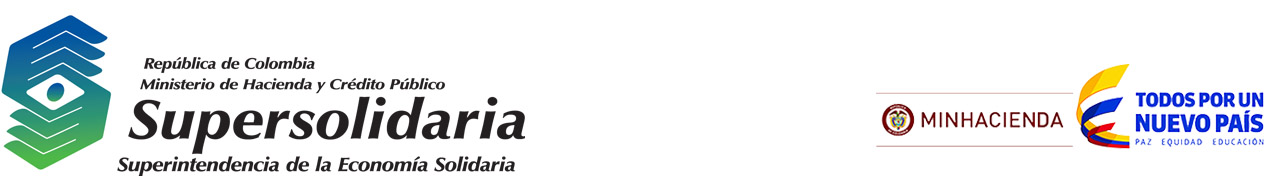 República de Colombia
Ministerio de Hacienda y Crédito Público
Supersolidaria
Superintendencia de la Economía Solidaria
MINHACIENDA
TODOS POR UN
NUEVO PAÍS
PAZ EQUIDAD EDUCACIÓN